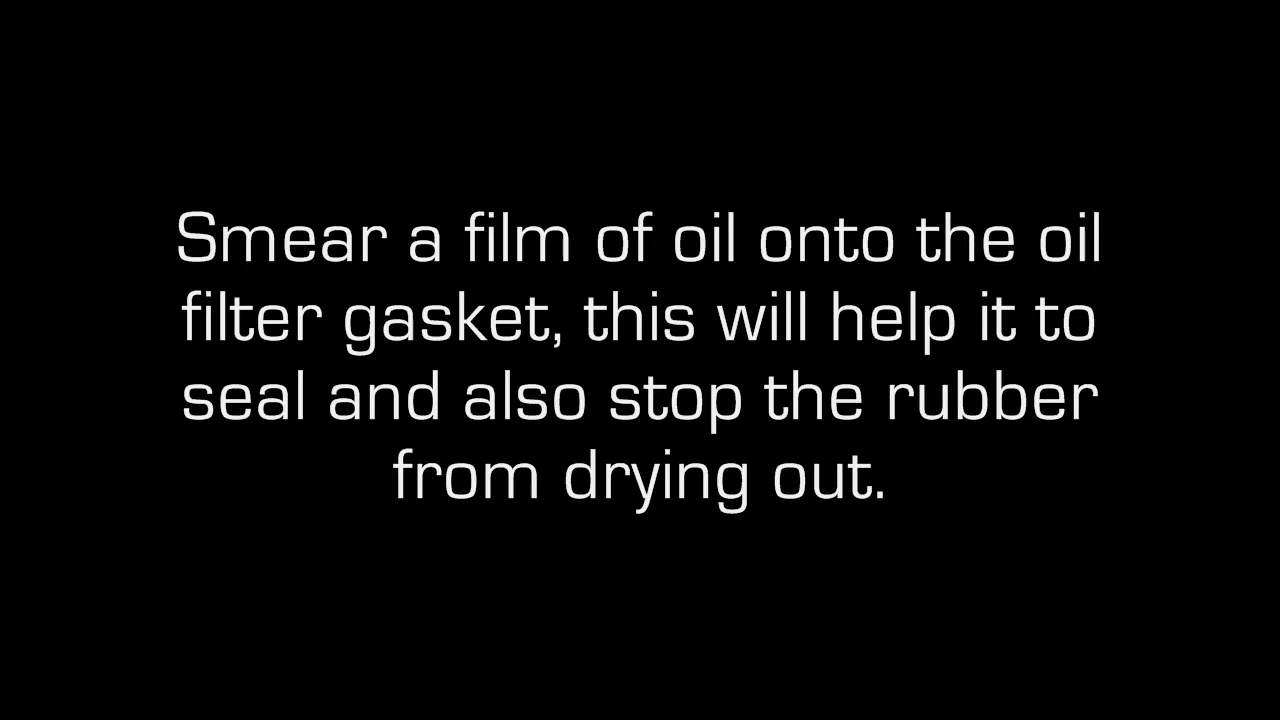 Smear a film of oil onto the oil
filter gasket, this will help it to
seal and also stop the rubber
from drying out.